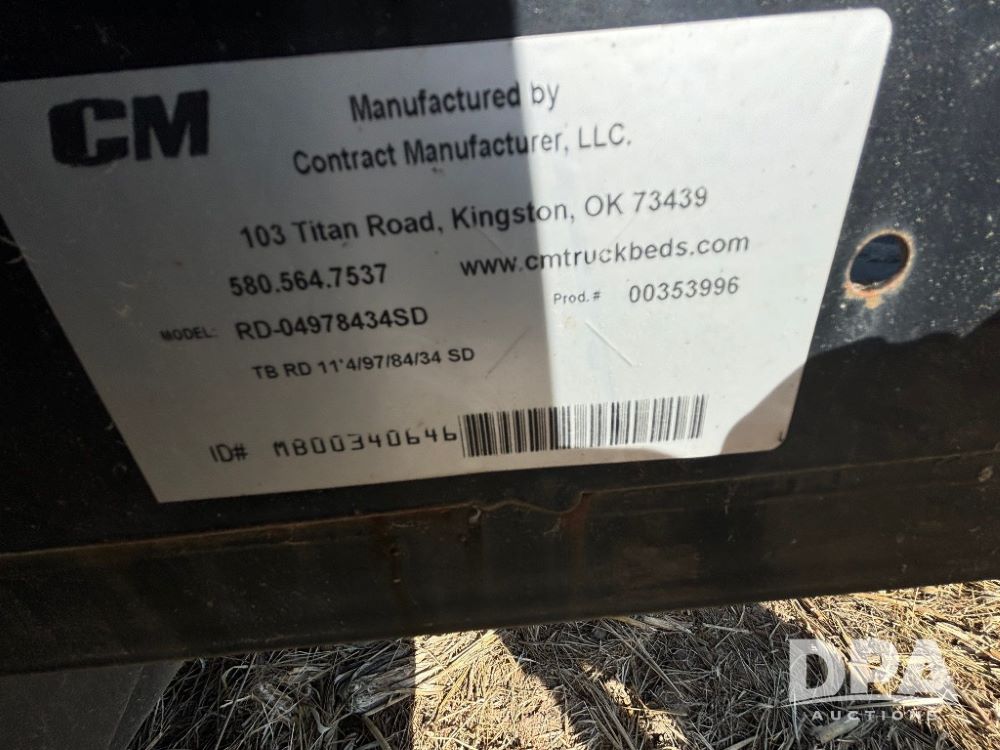 CM
Manufactured by
Contract Manufacturer, LLC.
103 Titan Road, Kingston, OK 73439
580.564.7537 www.cmtruckbeds.com
MODEL: RD-04978434SD Prod.# 00353996
TB RD 11'4/97/84/34 SD
ID# MB00340646
DPA
AUCTIONS